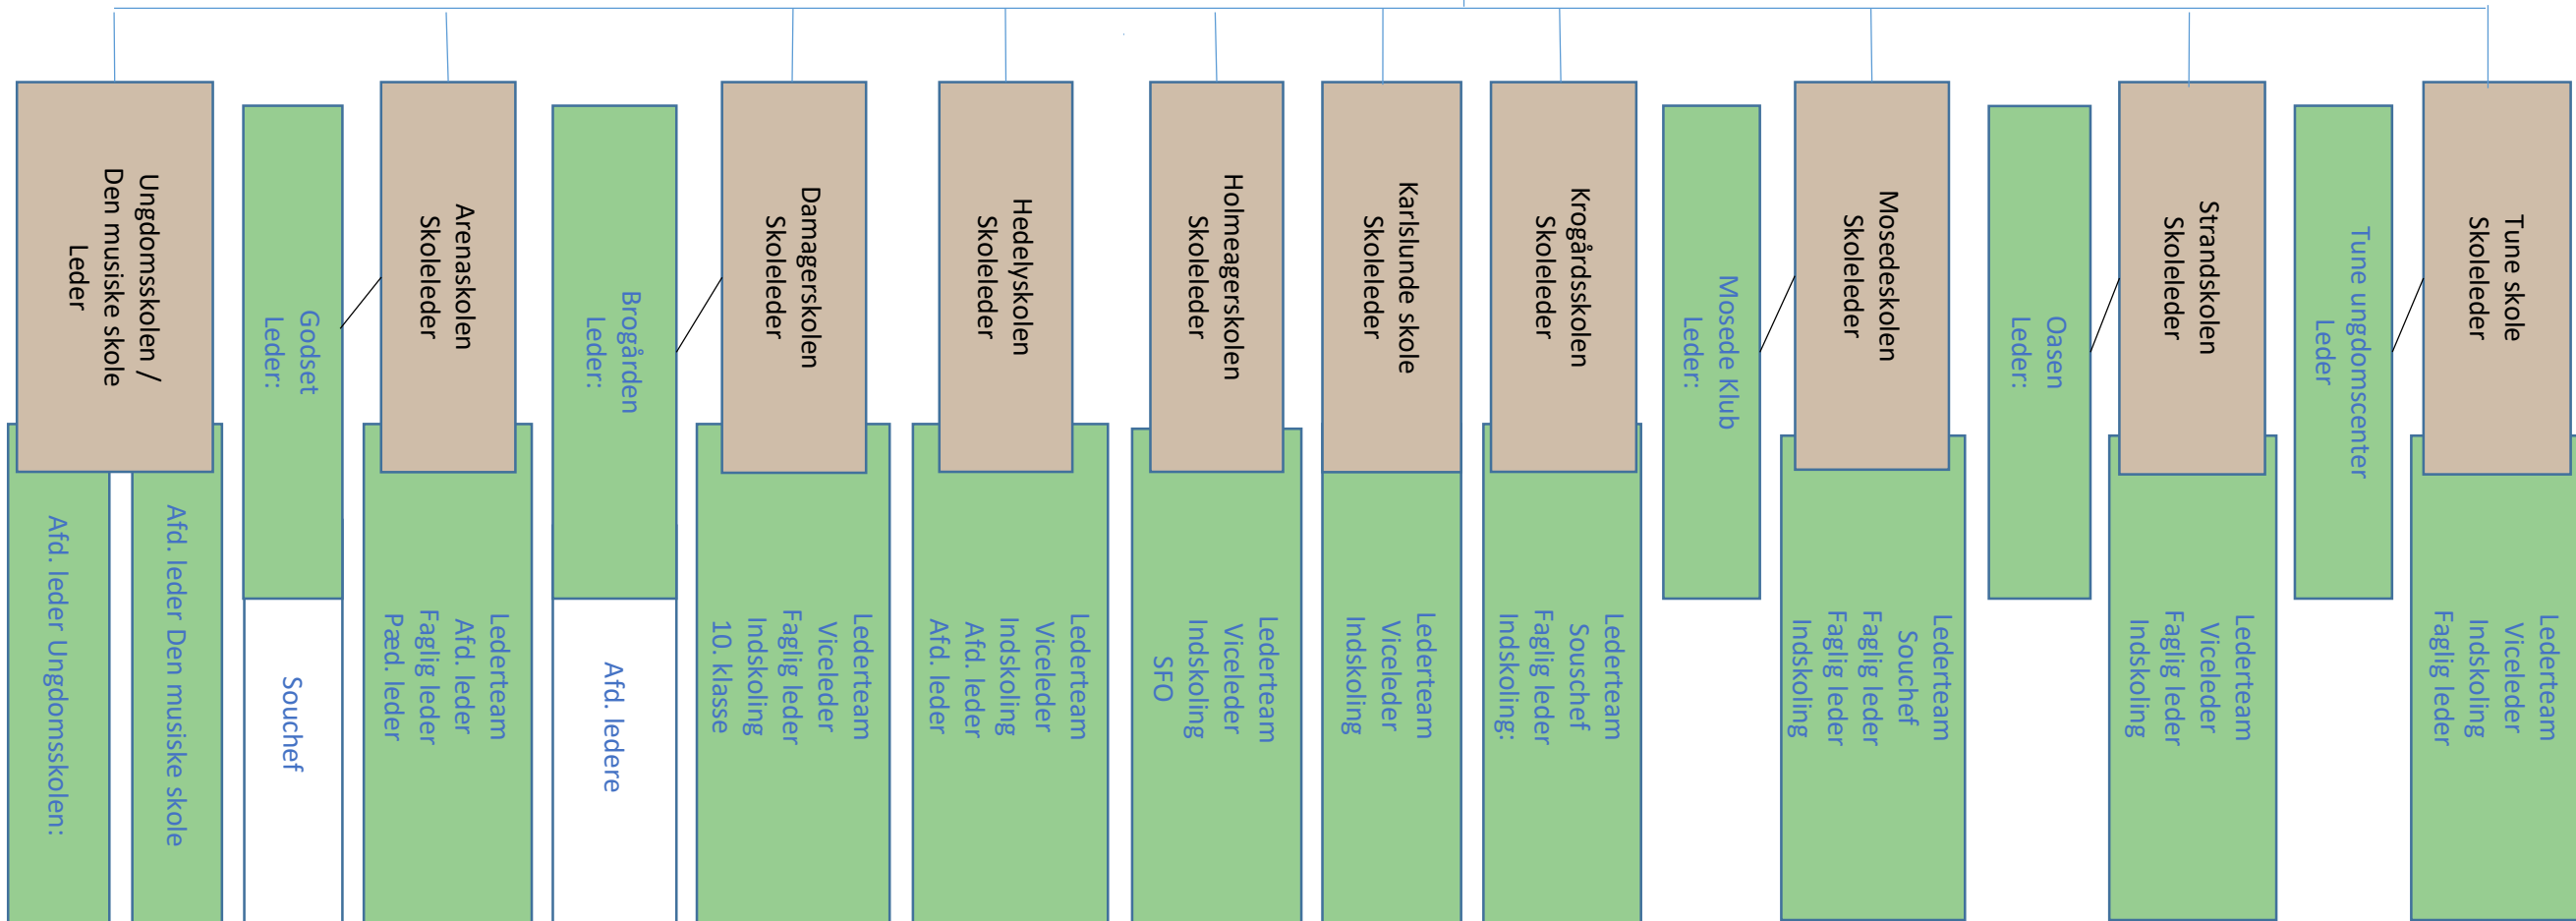 Ungdomsskolen /
Den musiske skole
Leder
Afd. leder Ungdomsskolen:
Afd. leder Den musiske skole
Godset
Leder:
Souchef
Arenaskolen
Skoleleder
Lederteam
Afd. leder
Faglig leder
Pæd. leder
Brogården
Leder:
Afd. ledere
Damagerskolen
Skoleleder
Lederteam
Viceleder
Faglig leder
Indskoling
10. klasse
Hedelyskolen
Skoleleder
Lederteam
Viceleder
Indskoling
Afd. leder
Afd. leder
Holmeagerskolen
Skoleleder
Lederteam
Viceleder
Indskoling
SFO
Karlslunde skole
Skoleleder
Lederteam
Viceleder
Indskoling
Krogårdsskolen
Skoleleder
Lederteam
Souschef
Faglig leder
Indskoling:
Mosede Klub
Leder:
Mosedeskolen
Skoleleder
Lederteam
Souchef
Faglig leder
Faglig leder
Indskoling
Oasen
Leder:
Strandskolen
Skoleleder
Lederteam
Viceleder
Faglig leder
Indskoling
Tune ungdomscenter
Leder
Tune skole
Skoleleder
Lederteam
Viceleder
Indskoling
Faglig leder